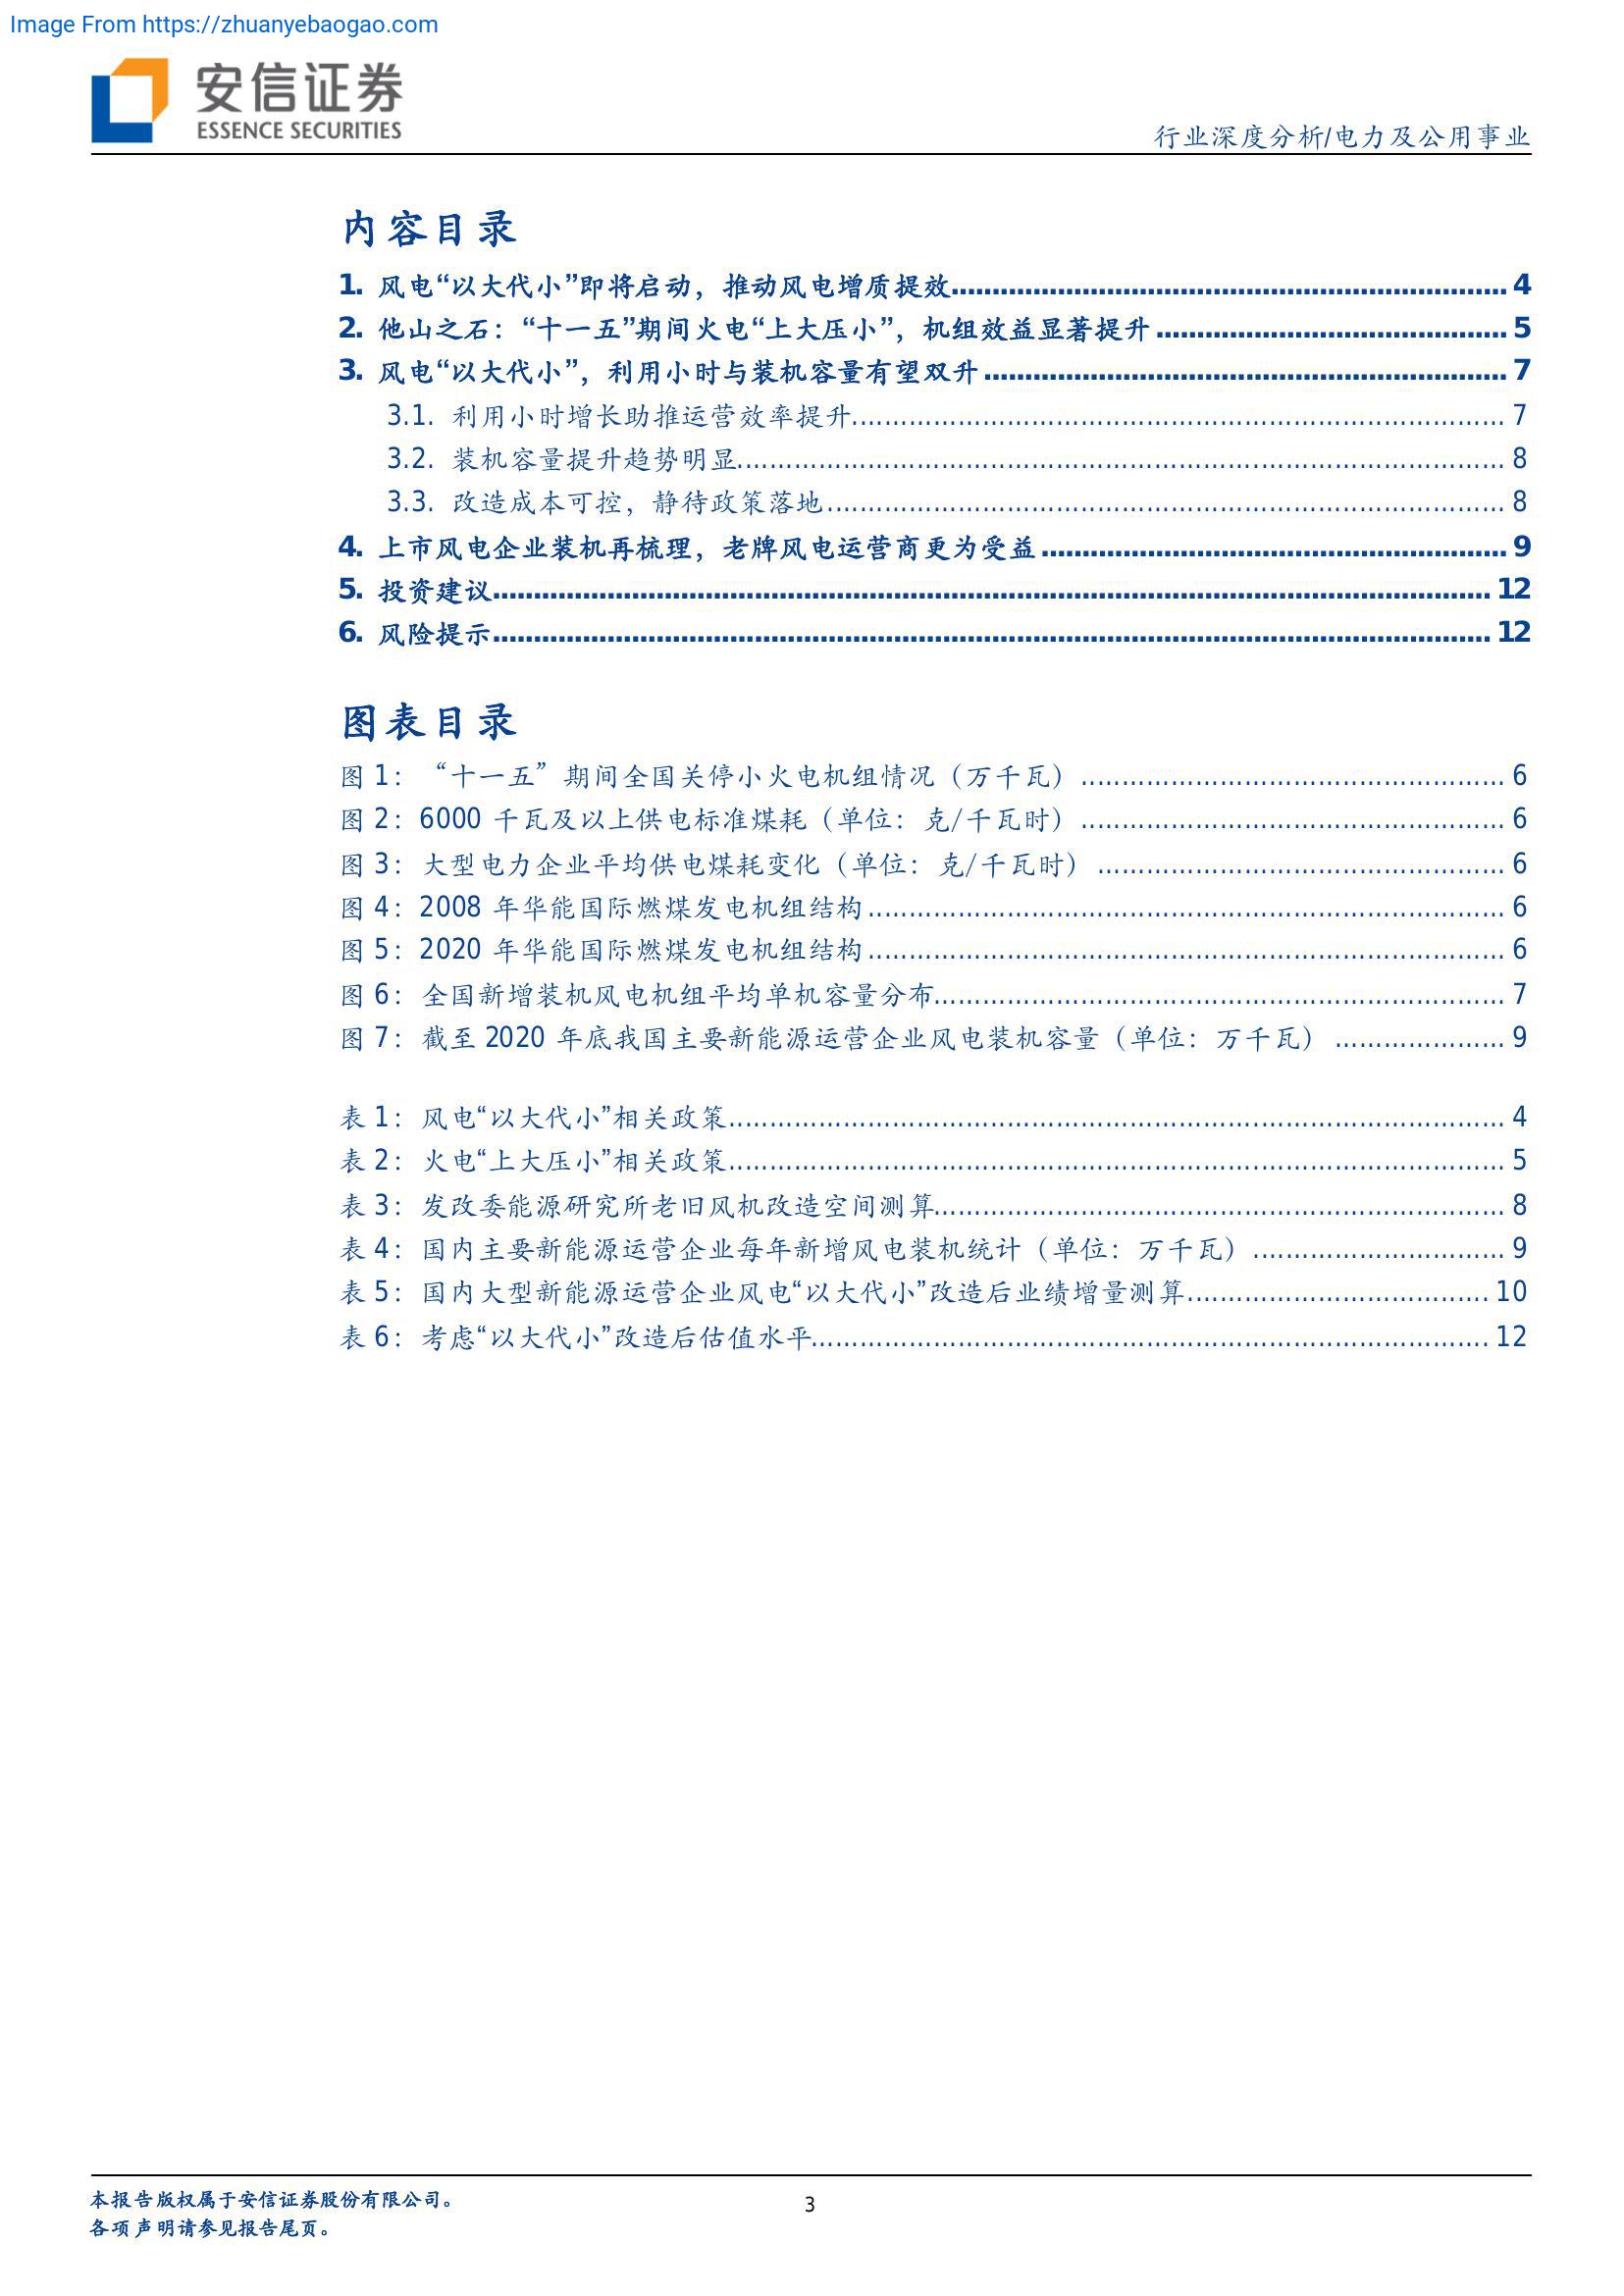 Image From https://zhuanyebaogao.com
安信证券
ESSENCE SECURITIES
行业深度分析/电力及公用事业
内容目录
1. 风电“以大代小”即将启动，推动风电增质提效 4
2. 他山之石：“十一五”期间火电“上大压小”，机组效益显著提升 5
3. 风电“以大代小”，利用小时与装机容量有望双升 7
3.1. 利用小时增长助推运营效率提升 7
3.2. 装机容量提升趋势明显 8
3.3. 改造成本可控，静待政策落地 8
4. 上市风电企业装机再梳理，老牌风电运营商更为受益 9
5. 投资建议 12
6. 风险提示 12
图表目录
图 1：“十一五”期间全国关停小火电机组情况（万千瓦） 6
图 2：6000 千瓦及以上供电标准煤耗（单位：克/千瓦时） 6
图 3：大型电力企业平均供电煤耗变化（单位：克/千瓦时） 6
图 4：2008 年华能国际燃煤发电机组结构 6
图 5：2020 年华能国际燃煤发电机组结构 6
图 6：全国新增装机风电机组平均单机容量分布 7
图 7：截至 2020 年底我国主要新能源运营企业风电装机容量（单位：万千瓦） 9
表 1：风电“以大代小”相关政策 4
表 2：火电“上大压小”相关政策 5
表 3：发改委能源研究所老旧风机改造空间测算 8
表 4：国内主要新能源运营企业每年新增风电装机统计（单位：万千瓦） 9
表 5：国内大型新能源运营企业风电“以大代小”改造后业绩增量测算 10
表 6：考虑“以大代小”改造后估值水平 12
本报告版权属于安信证券股份有限公司。
3
各项声明请参见报告尾页。